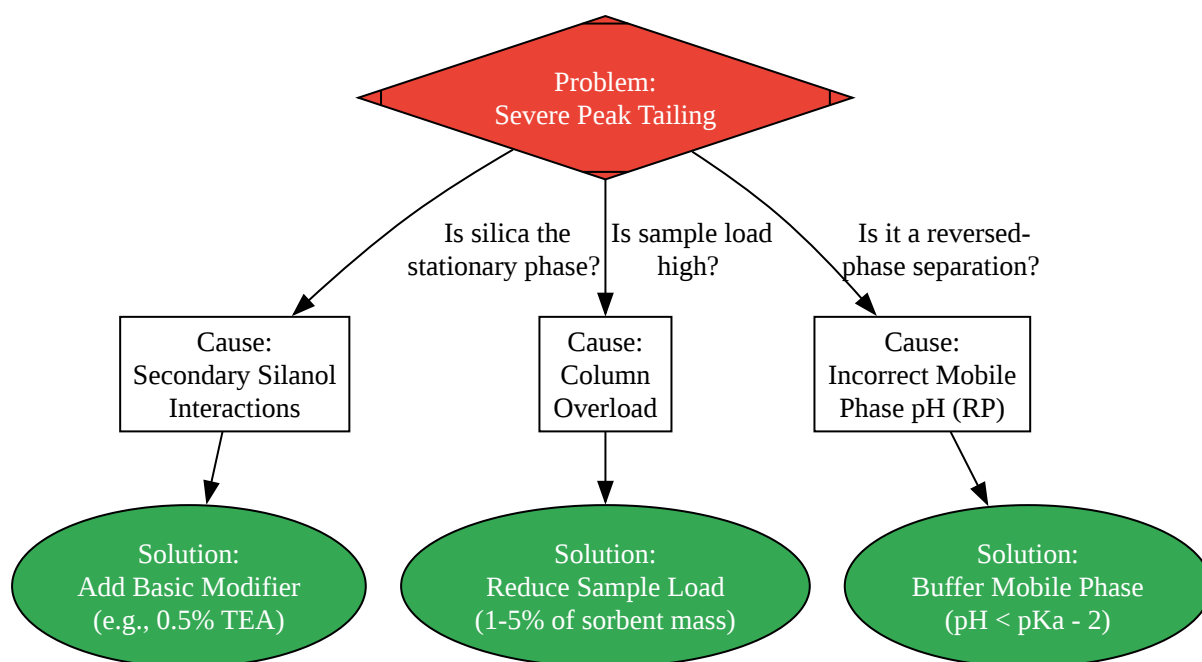 Problem:
Severe Peak Tailing
Is silica the
stationary phase?
Is sample load
high?
Is it a reversed-
phase separation?
Cause:
Secondary Silanol
Interactions
Cause:
Column
Overload
Cause:
Incorrect Mobile
Phase pH (RP)
Solution:
Add Basic Modifier
(e.g., 0.5% TEA)
Solution:
Reduce Sample Load
(1-5% of sorbent mass)
Solution:
Buffer Mobile Phase
(pH < pKa - 2)